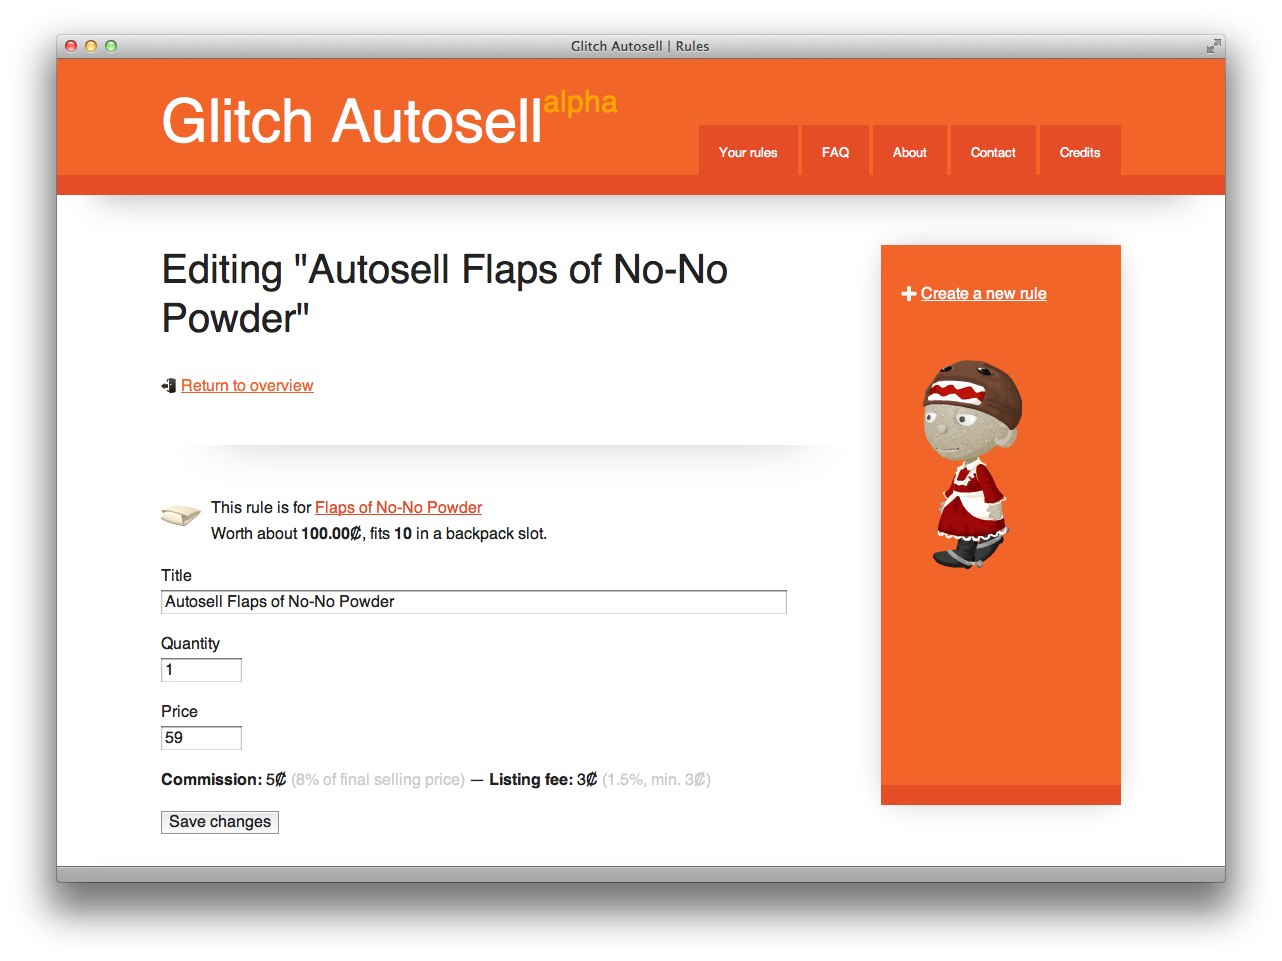 Glitch Autosell | Rules
Glitch Autosell alpha
Your rules
FAQ
About
Contact
Credits
Editing "Autosell Flaps of No-No
Powder"
Return to overview
This rule is for Flaps of No-No Powder
Worth about 100.00₡, fits 10 in a backpack slot.
Title
Autosell Flaps of No-No Powder
Quantity
1
Price
59
Commission: 5₡ (8% of final selling price) — Listing fee: 3₡ (1.5%, min. 3₡)
Save changes
Create a new rule